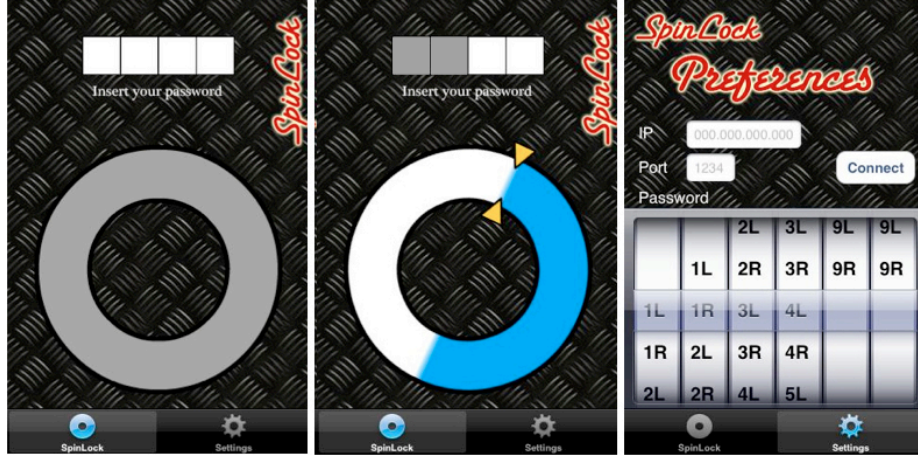 Insert your password
SpinLock
SpinLock
Settings
Insert your password
SpinLock
SpinLock
Settings
SpinLock
Preferences
IP
000.000.000.000
Port
1234
Connect
Password
2L 3L 9L 9L
1L 2R 3R 9R 9R
1L 1R 3L 4L
1R 2L 3R 4R
2L 2R 4L 5L
SpinLock
Settings